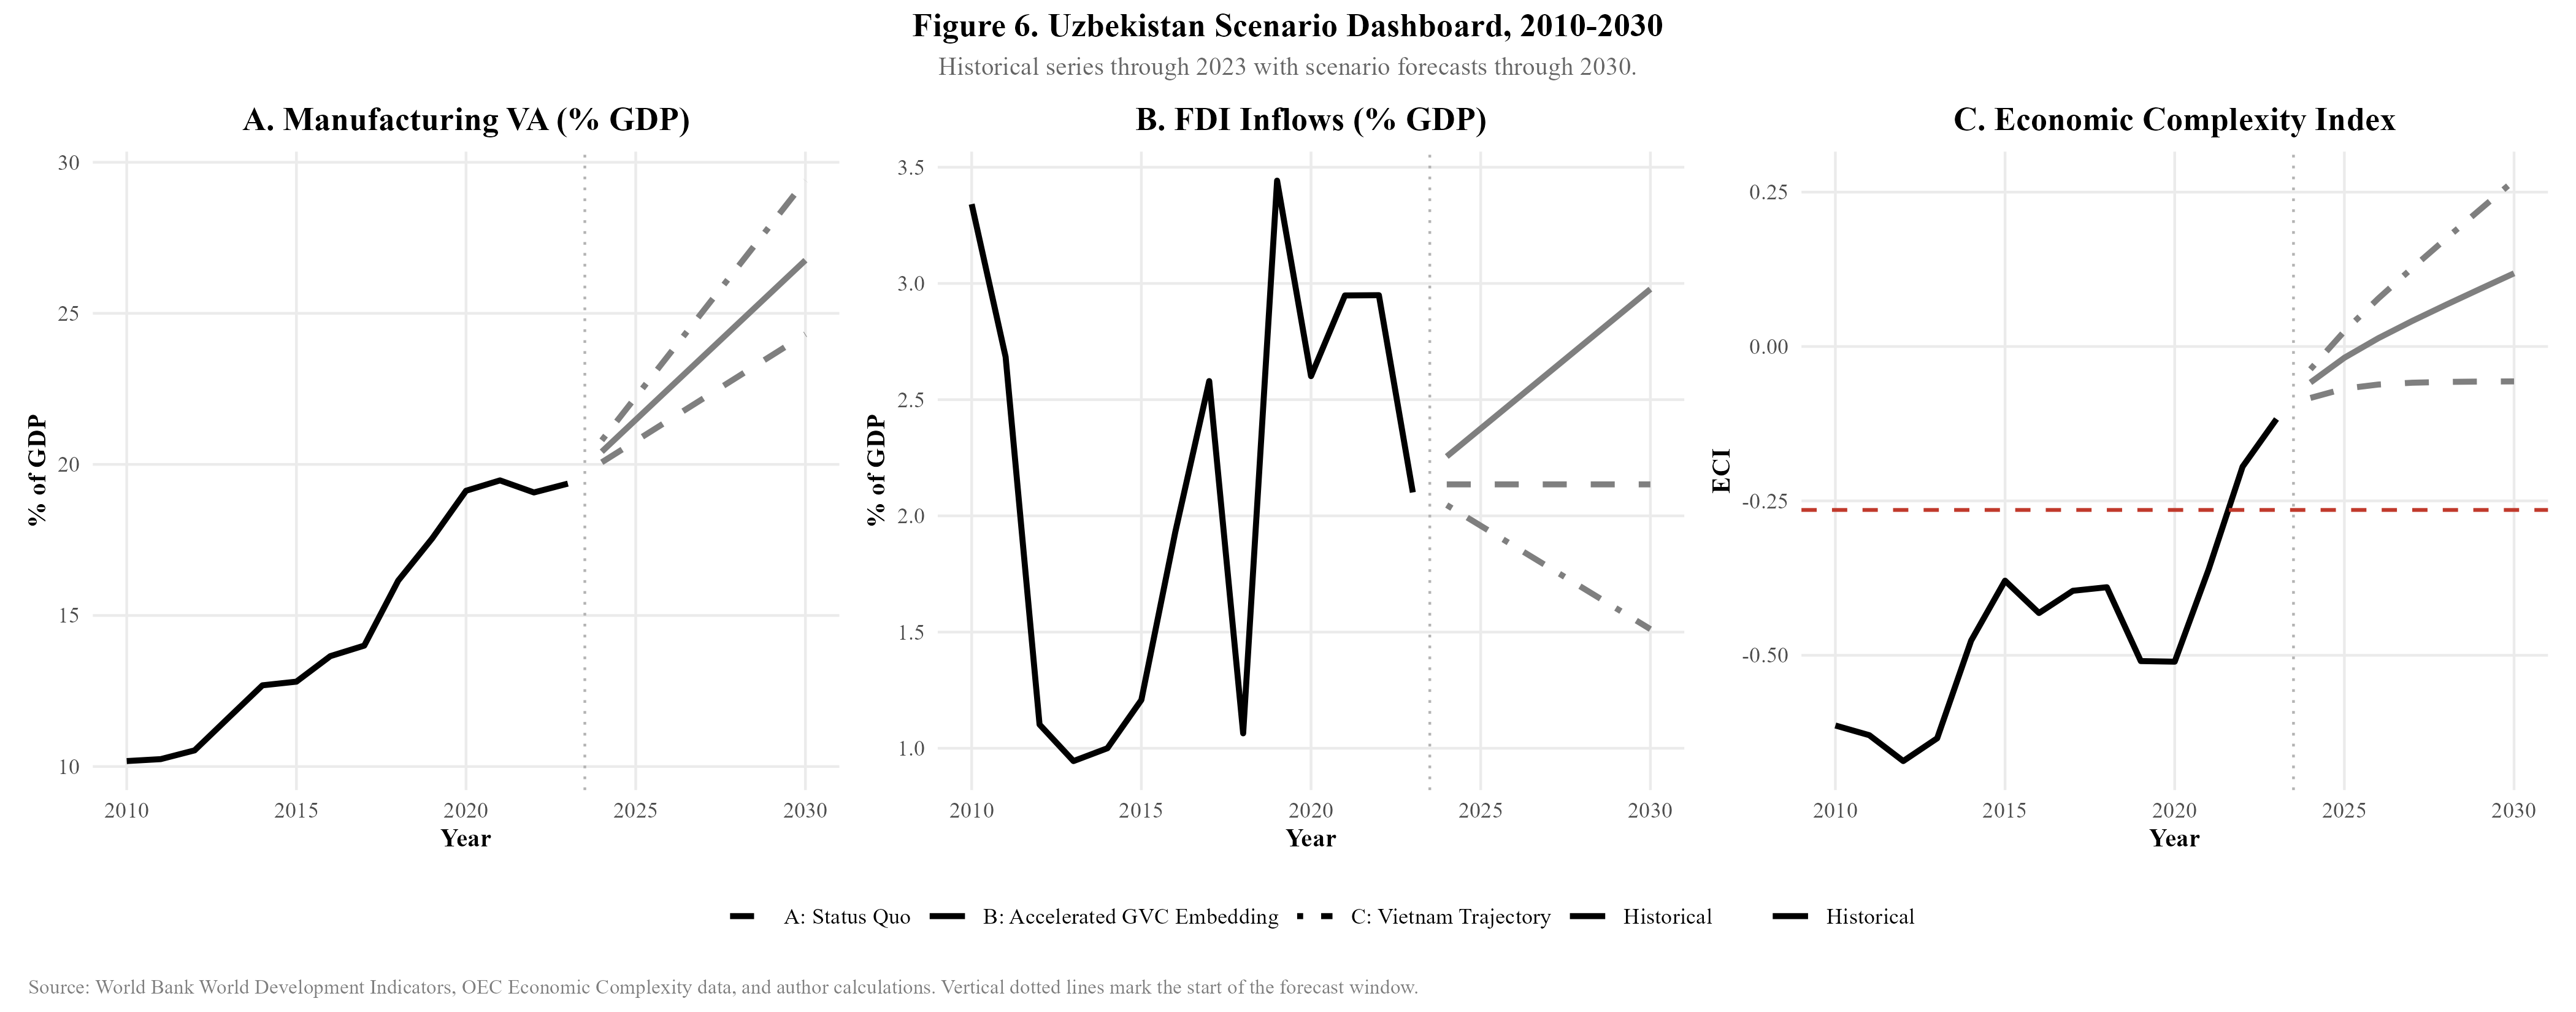 Figure 6. Uzbekistan Scenario Dashboard, 2010-2030
Historical series through 2023 with scenario forecasts through 2030.
A. Manufacturing VA (% GDP)
% of GDP
30
25
20
15
10
2010 2015 2020 2025 2030
Year
B. FDI Inflows (% GDP)
% of GDP
3.5
3.0
2.5
2.0
1.5
1.0
2010 2015 2020 2025 2030
Year
C. Economic Complexity Index
ECI
0.25
0.00
-0.25
-0.50
2010 2015 2020 2025 2030
Year
A: Status Quo B: Accelerated GVC Embedding C: Vietnam Trajectory Historical Historical
Source: World Bank World Development Indicators, OEC Economic Complexity data, and author calculations. Vertical dotted lines mark the start of the forecast window.